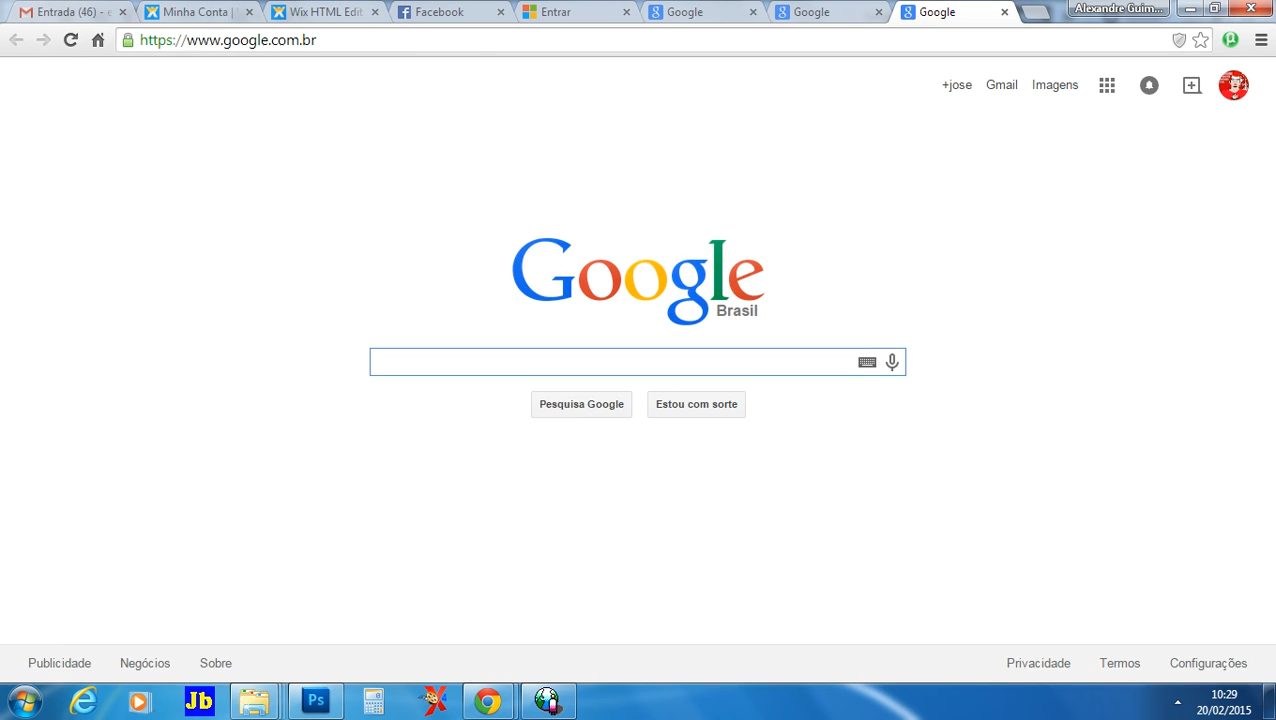 Entrada (46) - e
Minha Conta |
Wix HTML Edit
Facebook
Entrar
Google
Google
Google
Alexandre Guim...
https://www.google.com.br
+jose Gmail Imagens
Google
Brasil
Pesquisa Google
Estou com sorte
Publicidade Negócios Sobre
Privacidade Termos Configurações
Jb
Ps
10:29
20/02/2015